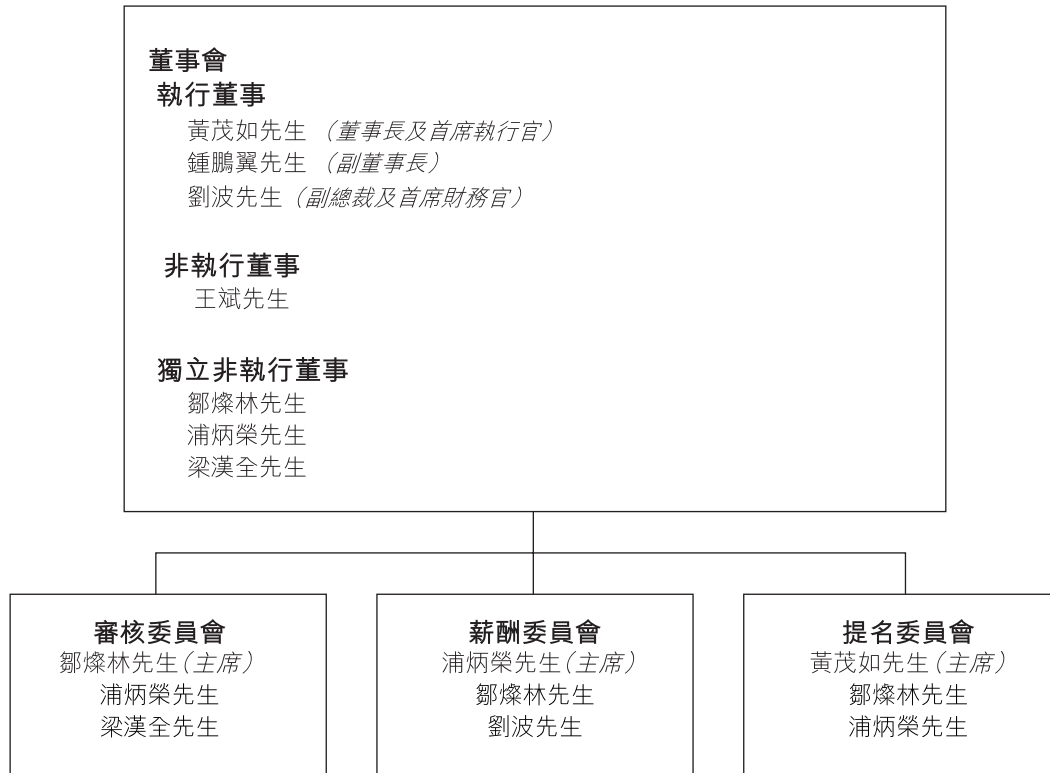 董事會
執行董事
黃茂如先生 （董事長及首席執行官）
鍾鵬翼先生 （副董事長）
劉波先生（副總裁及首席財務官）
非執行董事
王斌先生
獨立非執行董事
鄒燦林先生
浦炳榮先生
梁漢全先生
審核委員會
鄒燦林先生（主席）
浦炳榮先生
梁漢全先生
薪酬委員會
浦炳榮先生（主席）
鄒燦林先生
劉波先生
提名委員會
黃茂如先生（主席）
鄒燦林先生
浦炳榮先生